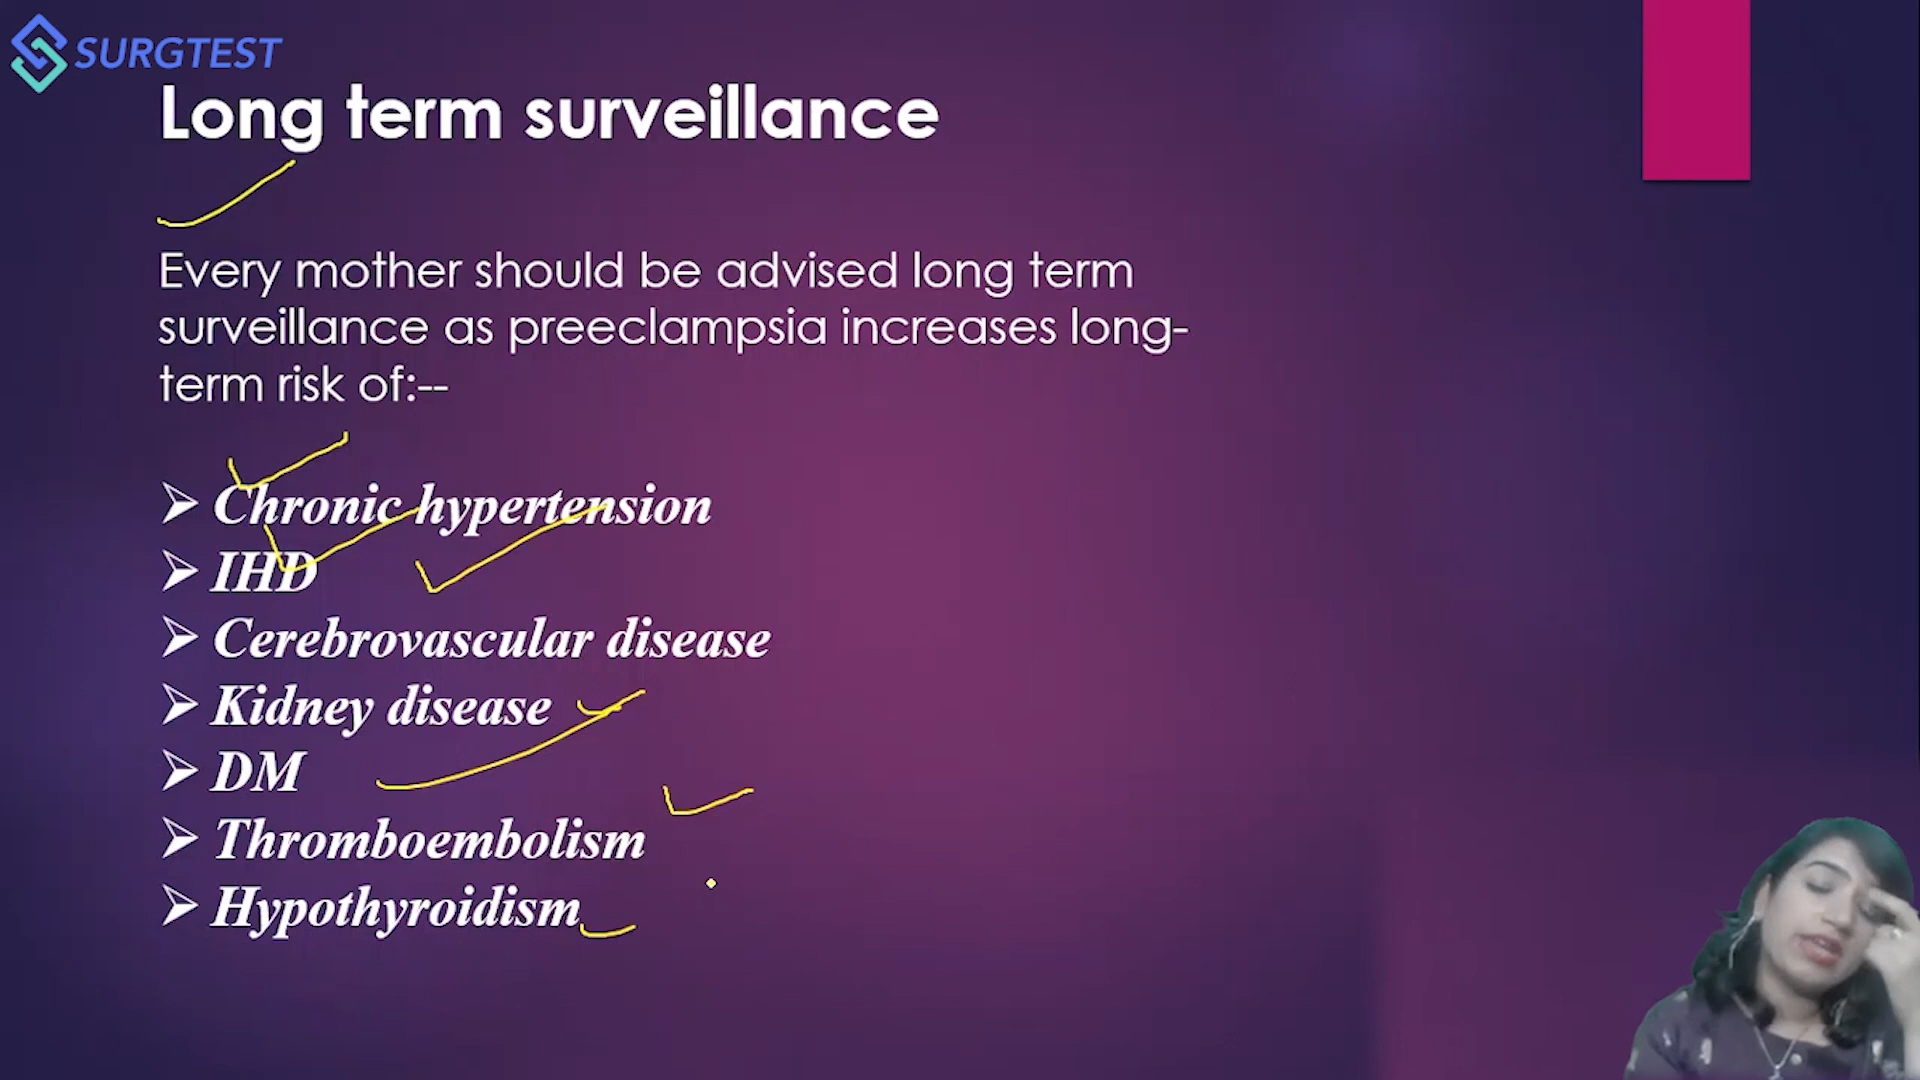 SURGTEST
Long term surveillance
Every mother should be advised long term
surveillance as preeclampsia increases long-
term risk of:--
Chronic hypertension
IHD
Cerebrovascular disease
Kidney disease
DM
Thromboembolism
Hypothyroidism